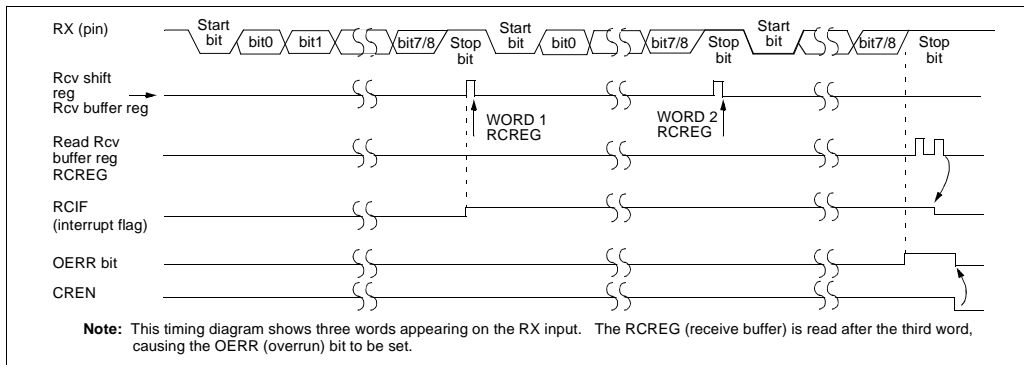 RX (pin)
Start bit
bit0
bit1
bit7/8
Stop bit
Start bit
bit0
bit7/8
Stop bit
Start bit
bit7/8
Stop bit
Rcv shift
reg
Rcv buffer reg
WORD 1
RCREG
WORD 2
RCREG
Read Rcv
buffer reg
RCREG
RCIF
(interrupt flag)
OERR bit
CREN
Note: This timing diagram shows three words appearing on the RX input. The RCREG (receive buffer) is read after the third word,
causing the OERR (overrun) bit to be set.